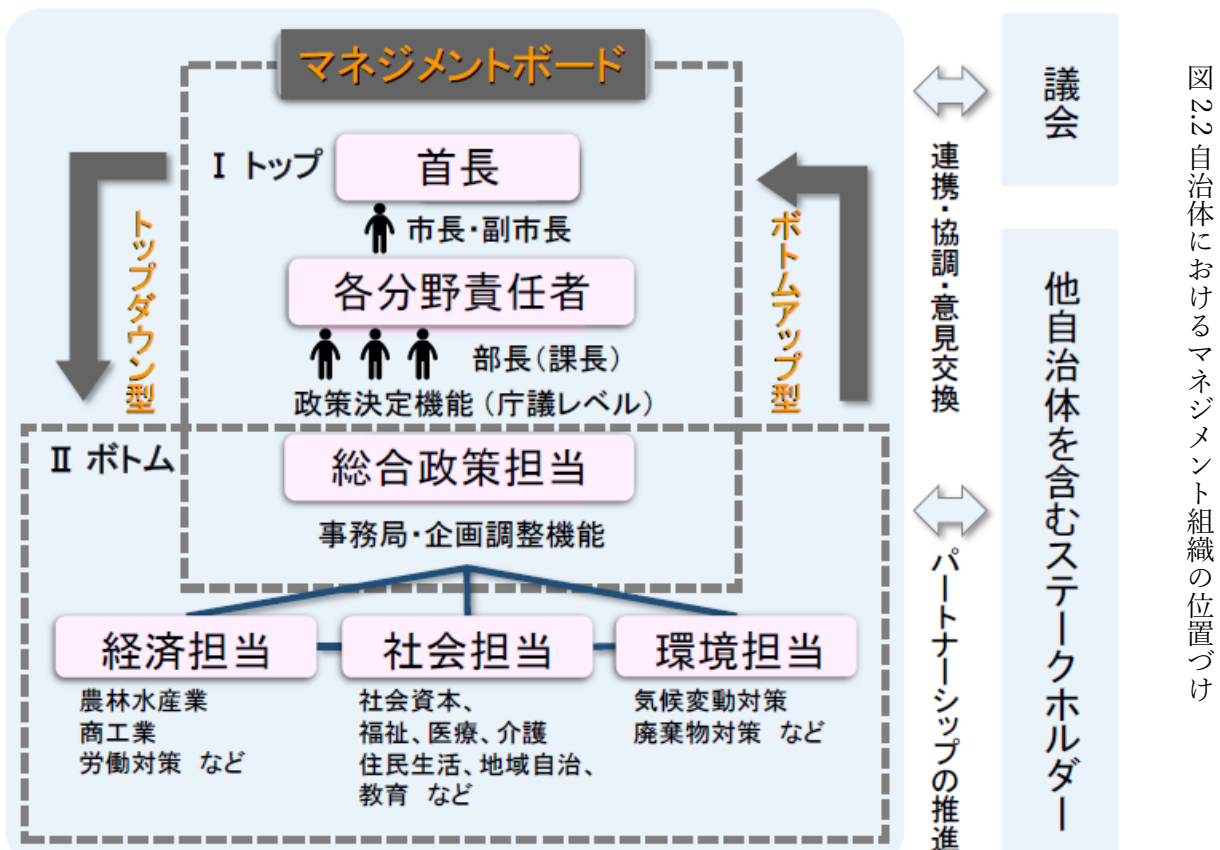 マネジメントボード
Ⅰ トップ
首長
市長・副市長
各分野責任者
部長(課長)
政策決定機能(庁議レベル)
トップダウン型
ボトムアップ型
Ⅱ ボトム
総合政策担当
事務局・企画調整機能
経済担当
農林水産業
商工業
労働対策 など
社会担当
社会資本、
福祉、医療、介護
住民生活、地域自治、
教育 など
環境担当
気候変動対策
廃棄物対策 など
連携・協調・意見交換
パートナーシップの推進
議会
他自治体を含むステークホルダー
図 2.2 自治体におけるマネジメント組織の位置づけ